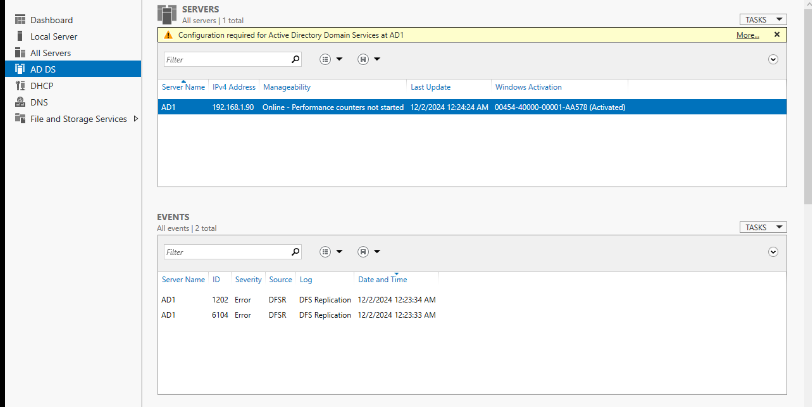 Dashboard
Local Server
All Servers
AD DS
DHCP
DNS
File and Storage Services
SERVERS
All servers | 1 total
TASKS
Configuration required for Active Directory Domain Services at AD1
More...
Filter
Server Name IPv4 Address Manageability Last Update Windows Activation
AD1 192.168.1.90 Online - Performance counters not started 12/2/2024 12:24:24 AM 00454-40000-00001-AA578 (Activated)
EVENTS
All events | 2 total
TASKS
Filter
Server Name ID Severity Source Log Date and Time
AD1 1202 Error DFSR DFS Replication 12/2/2024 12:23:34 AM
AD1 6104 Error DFSR DFS Replication 12/2/2024 12:23:33 AM